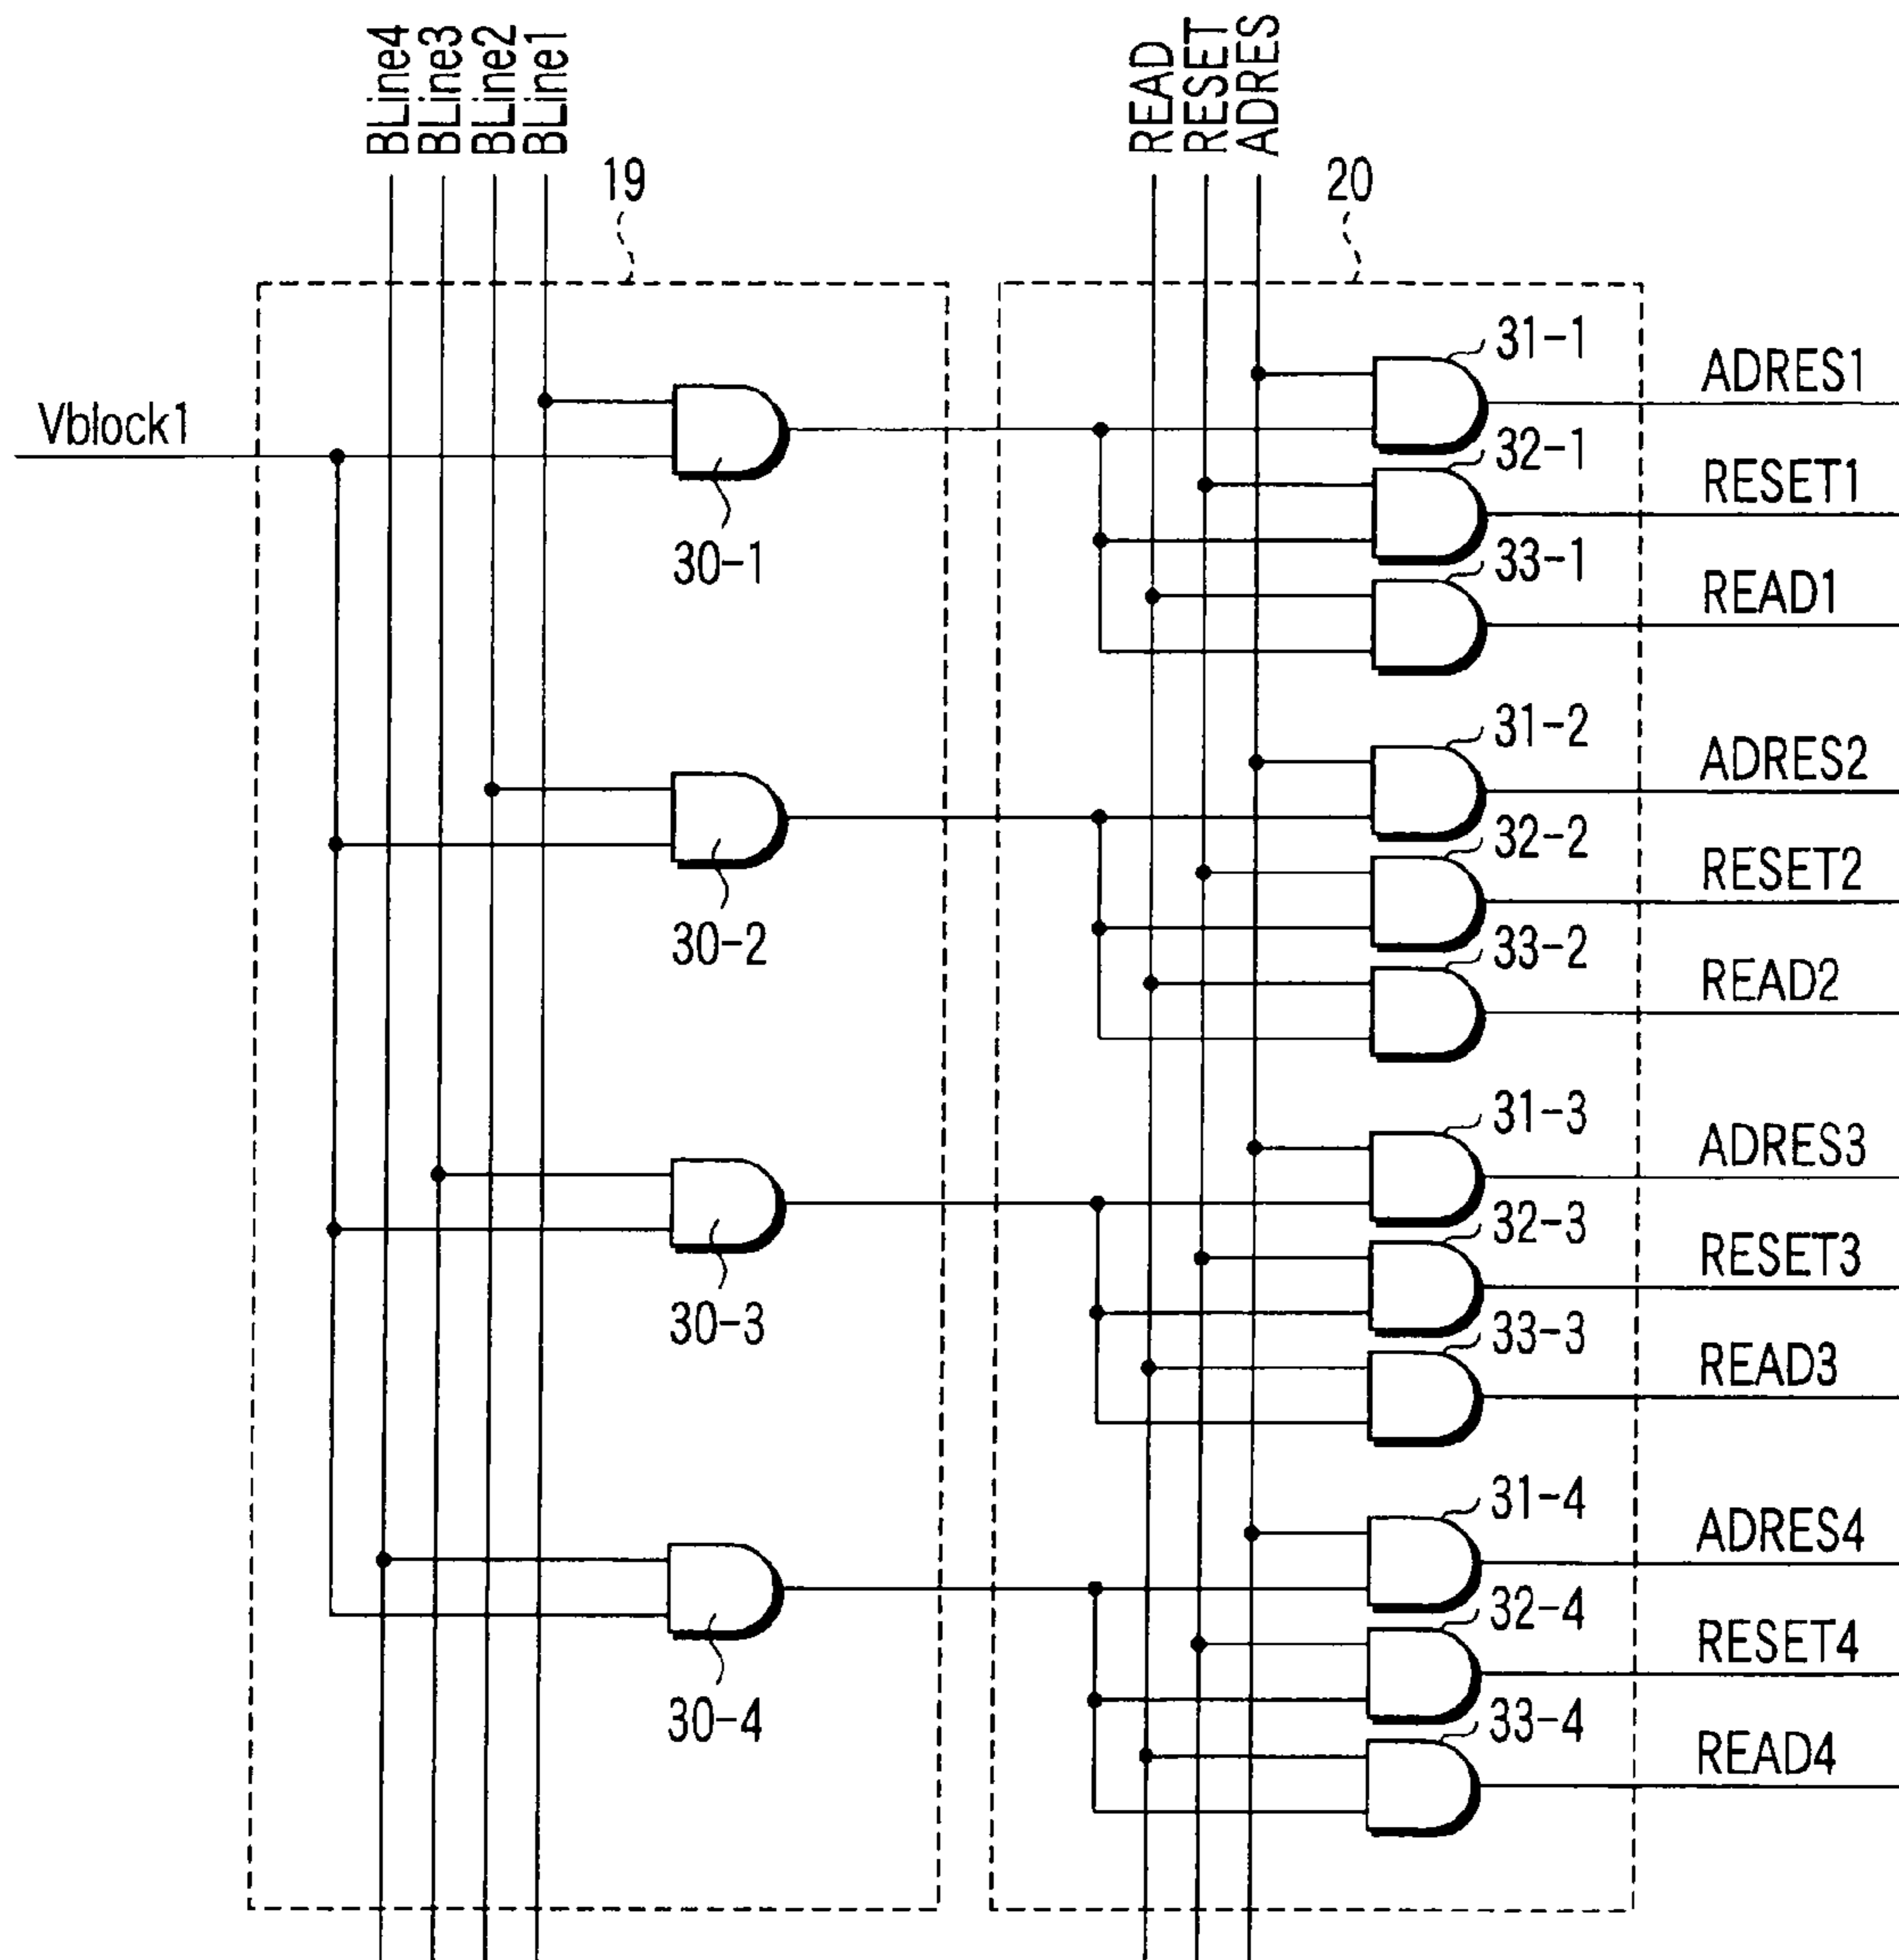 BLine4
BLine3
BLine2
BLine1
READ
RESET
ADRES
19
20
Vblock1
30-1
31-1
ADRES1
32-1
RESET1
33-1
READ1
30-2
31-2
ADRES2
32-2
RESET2
33-2
READ2
30-3
31-3
ADRES3
32-3
RESET3
33-3
READ3
30-4
31-4
ADRES4
32-4
RESET4
33-4
READ4